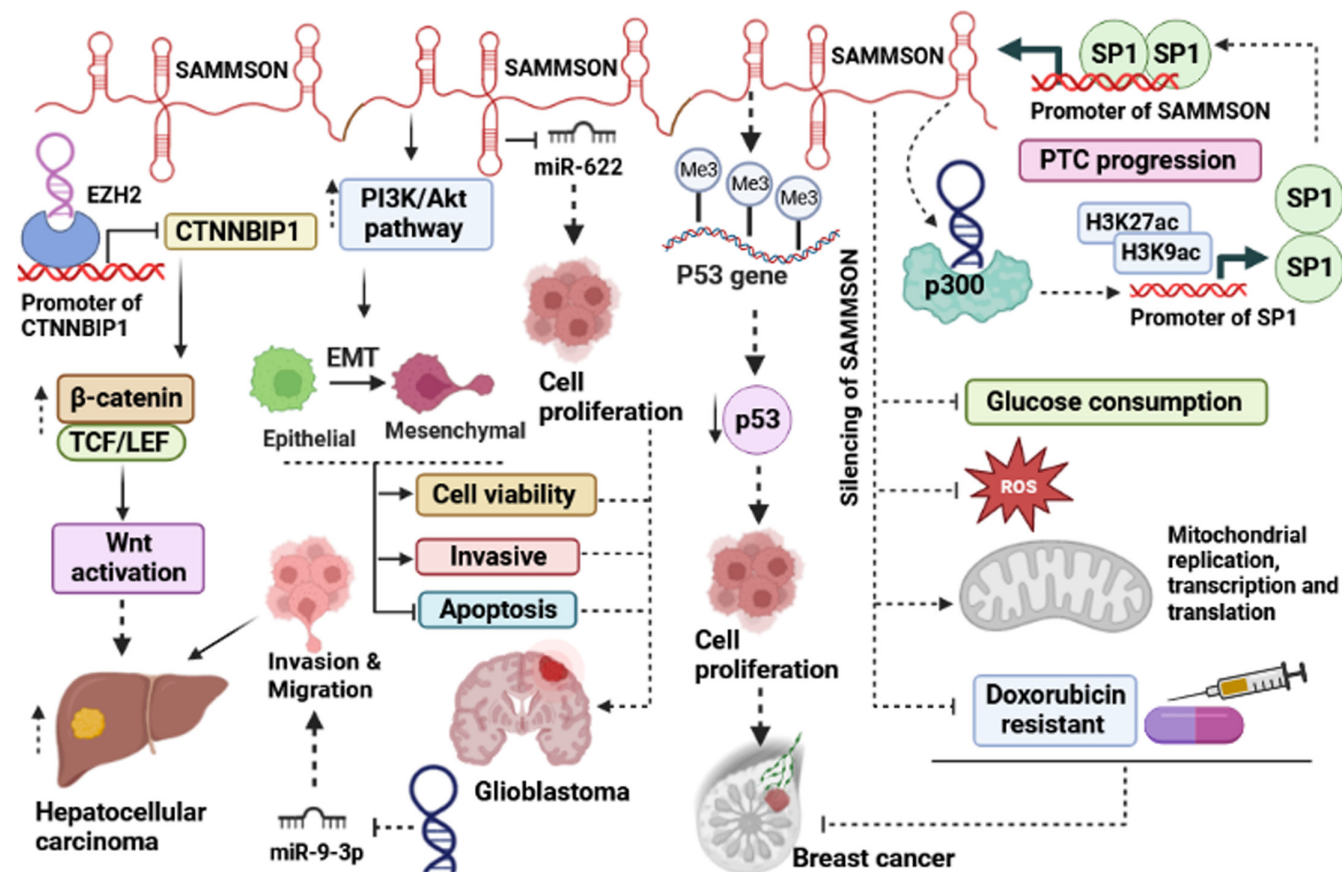 SAMMSON
SAMMSON
SAMMSON
SP1
SP1
Promoter of SAMMSON
EZH2
CTNNBIP1
Promoter of
CTNNBIP1
PI3K/Akt
pathway
miR-622
Me3
Me3
Me3
P53 gene
PTC progression
SP1
SP1
H3K27ac
H3K9ac
p300
Promoter of SP1
β-catenin
TCF/LEF
EMT
Epithelial
Mesenchymal
Cell
proliferation
p53
Silencing of SAMMSON
Glucose consumption
ROS
Cell viability
Invasive
Apoptosis
Wnt
activation
Mitochondrial
replication,
transcription and
translation
Invasion &
Migration
Cell
proliferation
Doxorubicin
resistant
Hepatocellular
carcinoma
Glioblastoma
miR-9-3p
Breast cancer